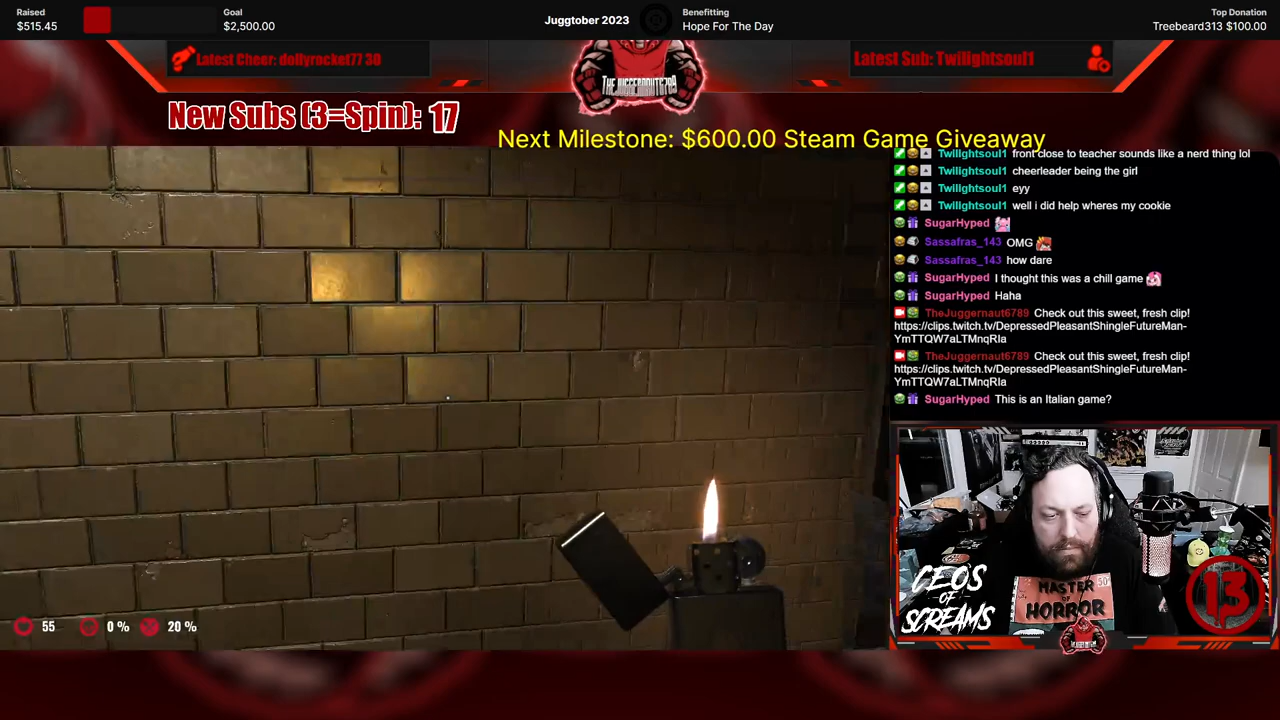 Raised
$515.45
Goal
$2,500.00
Juggtober 2023
Benefitting
Hope For The Day
Top Donation
Treebeard313 $100.00
Latest Cheer: dollyrocket77 30
THEJUGGERNAUT6789
Latest Sub: Twilightsoul1
New Subs (3=Spin): 17
Next Milestone: $600.00 Steam Game Giveaway
Twilightsoul1 front close to teacher sounds like a nerd thing lol
Twilightsoul1 cheerleader being the girl
Twilightsoul1 eyy
Twilightsoul1 well i did help wheres my cookie
SugarHyped
Sassafras_143 OMG
Sassafras_143 how dare
SugarHyped I thought this was a chill game
SugarHyped Haha
TheJuggernaut6789 Check out this sweet, fresh clip!
https://clips.twitch.tv/DepressedPleasantShingleFutureMan-
YmTTQW7aLTMnqRIa
TheJuggernaut6789 Check out this sweet, fresh clip!
https://clips.twitch.tv/DepressedPleasantShingleFutureMan-
YmTTQW7aLTMnqRIa
SugarHyped This is an Italian game?
CEOS
OF
SCREAMS
MASTER
OF
HORROR
13
55
0 %
20 %